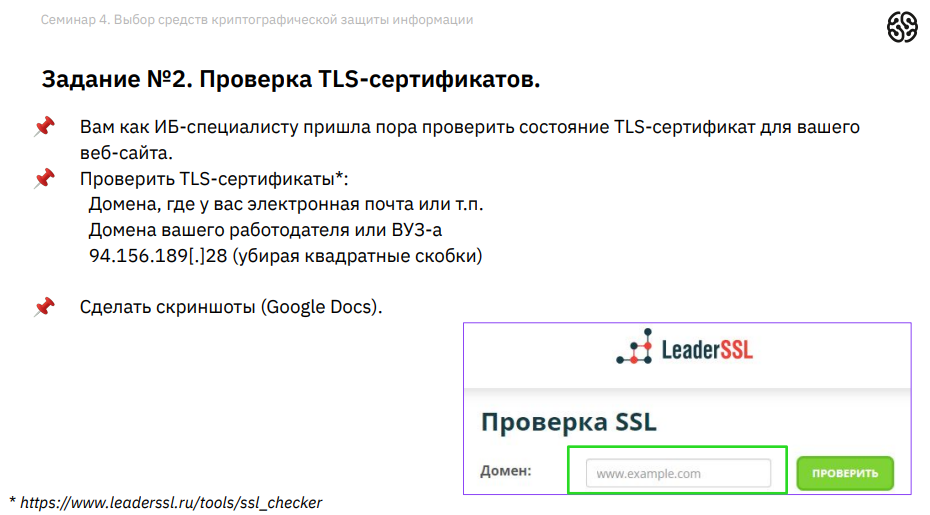 Семинар 4. Выбор средств криптографической защиты информации
Задание №2. Проверка TLS-сертификатов.
Вам как ИБ-специалисту пришла пора проверить состояние TLS-сертификат для вашего
веб-сайта.
Проверить TLS-сертификаты*:
Домена, где у вас электронная почта или т.п.
Домена вашего работодателя или ВУЗ-а
94.156.189[.]28 (убирая квадратные скобки)
Сделать скриншоты (Google Docs).
LeaderSSL
Проверка SSL
Домен:
www.example.com
ПРОВЕРИТЬ
* https://www.leaderssl.ru/tools/ssl_checker